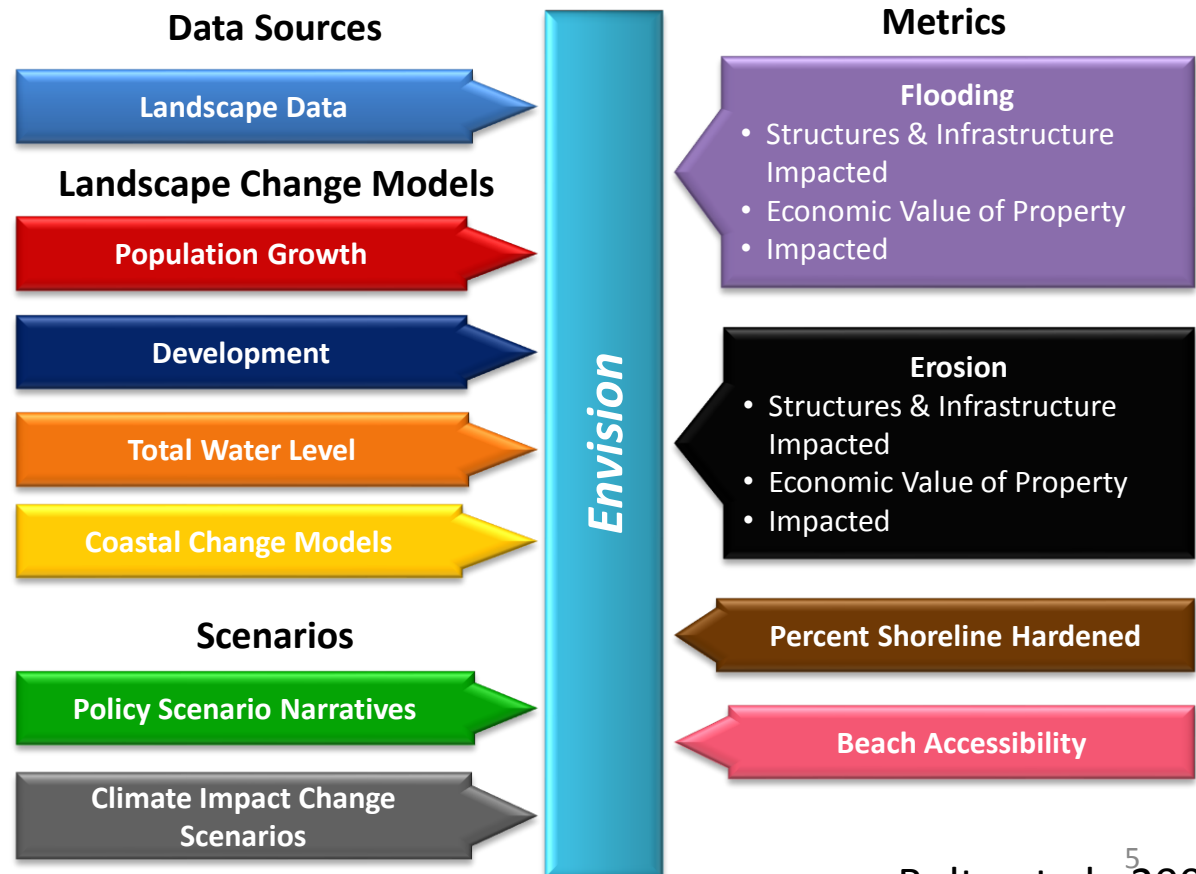 Data Sources
Landscape Data
Landscape Change Models
Population Growth
Development
Total Water Level
Coastal Change Models
Scenarios
Policy Scenario Narratives
Climate Impact Change
Scenarios
Envision
Metrics
Flooding
• Structures & Infrastructure
Impacted
• Economic Value of Property
• Impacted
Erosion
• Structures & Infrastructure
Impacted
• Economic Value of Property
• Impacted
Percent Shoreline Hardened
Beach Accessibility
5